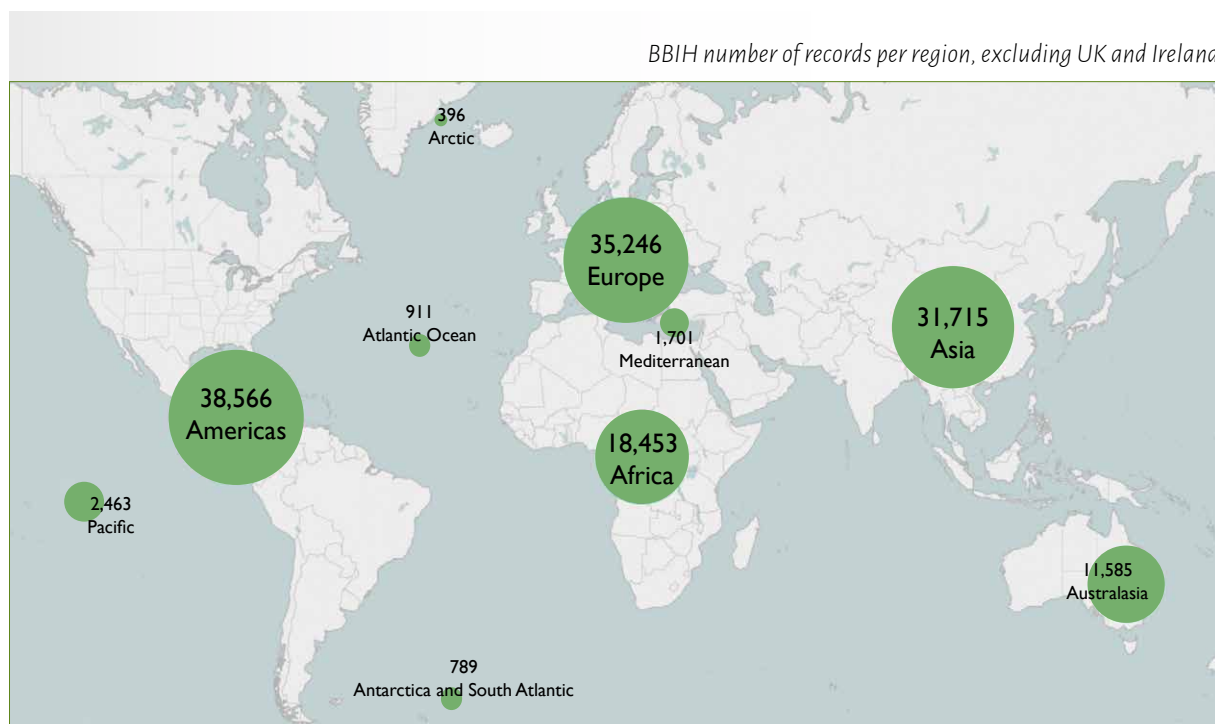 BBIH number of records per region, excluding UK and Ireland
396
Arctic
35,246
Europe
911
Atlantic Ocean
1,701
Mediterranean
31,715
Asia
38,566
Americas
18,453
Africa
2,463
Pacific
11,585
Australasia
789
Antarctica and South Atlantic